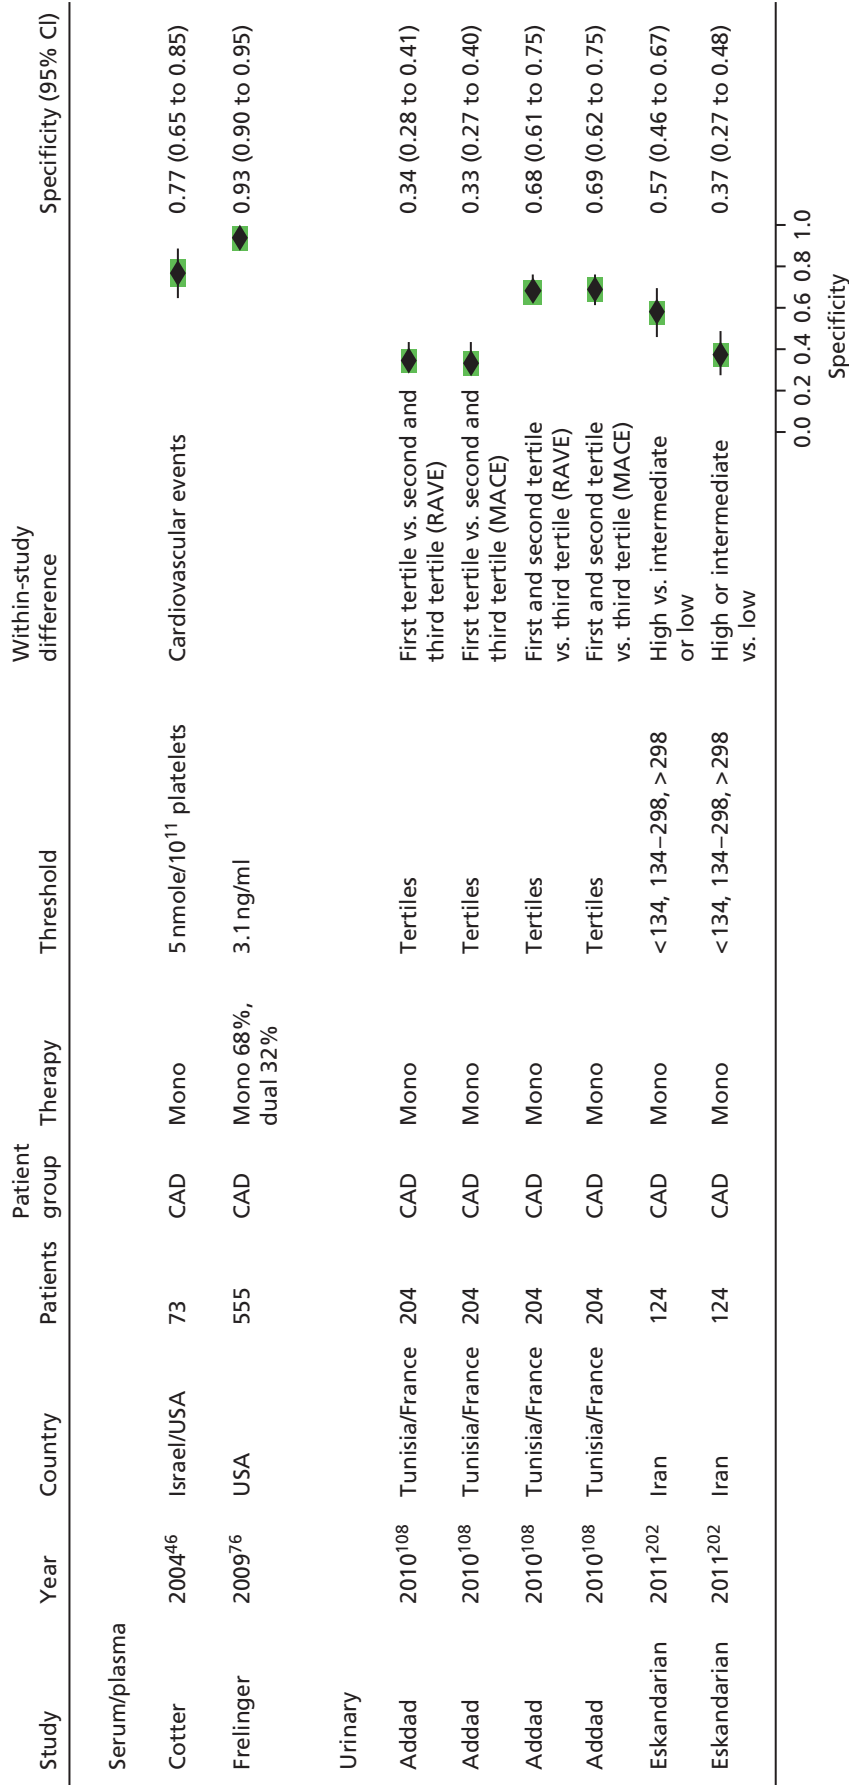 Study Year Country Patients Patient group Therapy Threshold Within-study difference Specificity (95% CI)
Serum/plasma
Cotter 2004⁴⁶ Israel/USA 73 CAD Mono 5 nmole/10¹¹ platelets Cardiovascular events 0.77 (0.65 to 0.85)
Frelinger 2009⁷⁶ USA 555 CAD Mono 68%, dual 32% 3.1 ng/ml 0.93 (0.90 to 0.95)
Urinary
Addad 2010¹⁰⁸ Tunisia/France 204 CAD Mono Tertiles First tertile vs. second and third tertile (RAVE) 0.34 (0.28 to 0.41)
Addad 2010¹⁰⁸ Tunisia/France 204 CAD Mono Tertiles First tertile vs. second and third tertile (MACE) 0.33 (0.27 to 0.40)
Addad 2010¹⁰⁸ Tunisia/France 204 CAD Mono Tertiles First and second tertile vs. third tertile (RAVE) 0.68 (0.61 to 0.75)
Addad 2010¹⁰⁸ Tunisia/France 204 CAD Mono Tertiles First and second tertile vs. third tertile (MACE) 0.69 (0.62 to 0.75)
Eskandarian 2011²⁰² Iran 124 CAD Mono <134, 134–298, >298 High vs. intermediate or low 0.57 (0.46 to 0.67)
Eskandarian 2011²⁰² Iran 124 CAD Mono <134, 134–298, >298 High or intermediate vs. low 0.37 (0.27 to 0.48)
0.0 0.2 0.4 0.6 0.8 1.0
Specificity